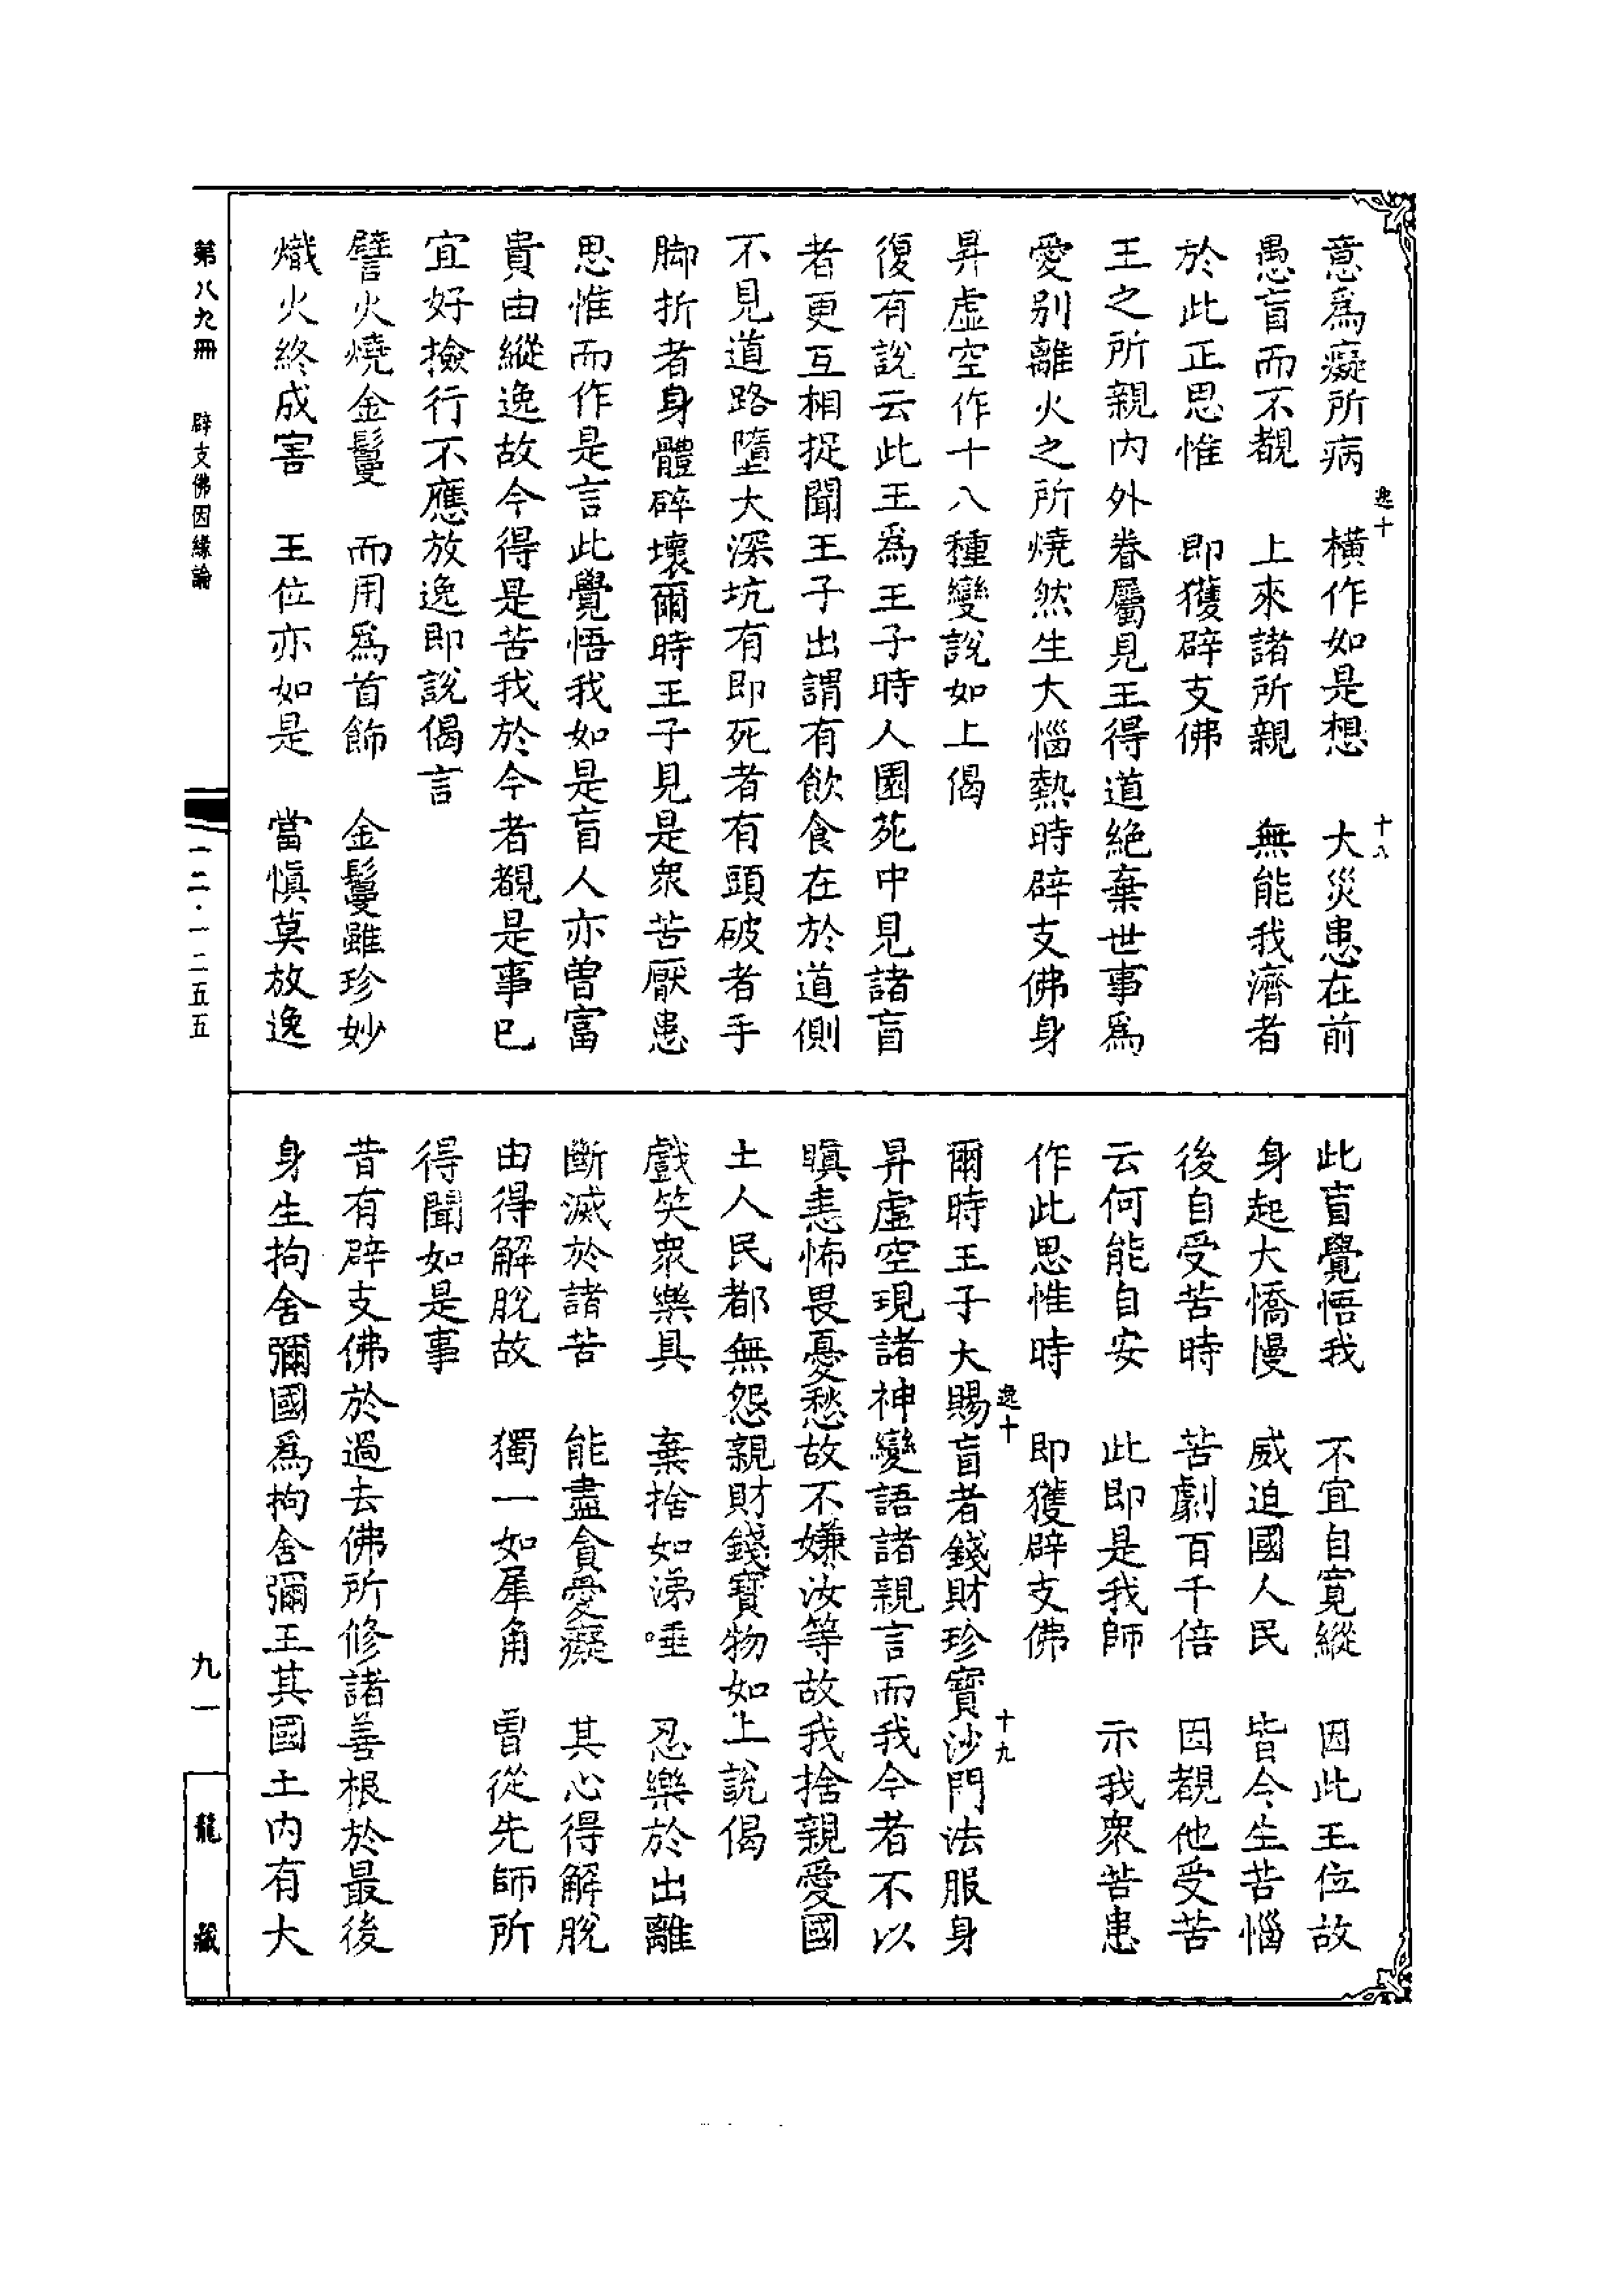 意爲癡所病　橫作如是想　大災患在前
愚盲而不覩　上來諸所親　無能我濟者
於此正思惟　即獲辟支佛
王之所親內外眷屬見王得道絕棄世事爲
愛別離火之所燒然生大惱熱時辟支佛身
昇虛空作十八種變說如上偈
復有說云此王爲王子時人園苑中見諸盲
者更互相捉聞王子出謂有飲食在於道側
不見道路墮大深坑有即死者有頭破者手
脚折者身體碎壞爾時王子見是衆苦厭患
思惟而作是言此覺悟我如是盲人亦曾富
貴由縱逸故今得是苦我於今者覩是事已
宜好撿行不應放逸即說偈言
譬火燒金鬘　而用爲首飾　金鬘雖珍妙
熾火終成害　王位亦如是　當愼莫放逸
逸十
十八
此盲覺悟我　不宜自寬縱　因此王位故
身起大憍慢　威迫國人民　皆今生苦惱
後自受苦時　苦劇百千倍　因覩他受苦
云何能自安　此即是我師　示我衆苦患
作此思惟時　即獲辟支佛
爾時王子大賜盲者錢財珍寶沙門法服身
昇虛空現諸神變語諸親言而我今者不以
瞋恚怖畏憂愁故不嫌汝等故我捨親愛國
土人民都無怨親財錢寶物如上說偈
戲笑衆樂具　棄捨如涕唾　忍樂於出離
斷滅於諸苦　能盡貪愛癡　其心得解脫
由得解脫故　獨一如犀角　曾從先師所
得聞如是事
昔有辟支佛於過去佛所修諸善根於最後
身生拘舍彌國爲拘舍彌王其國土內有大
逸十
十九
第八九冊　辟支佛因緣論
一二·一二五五
九一
龍藏